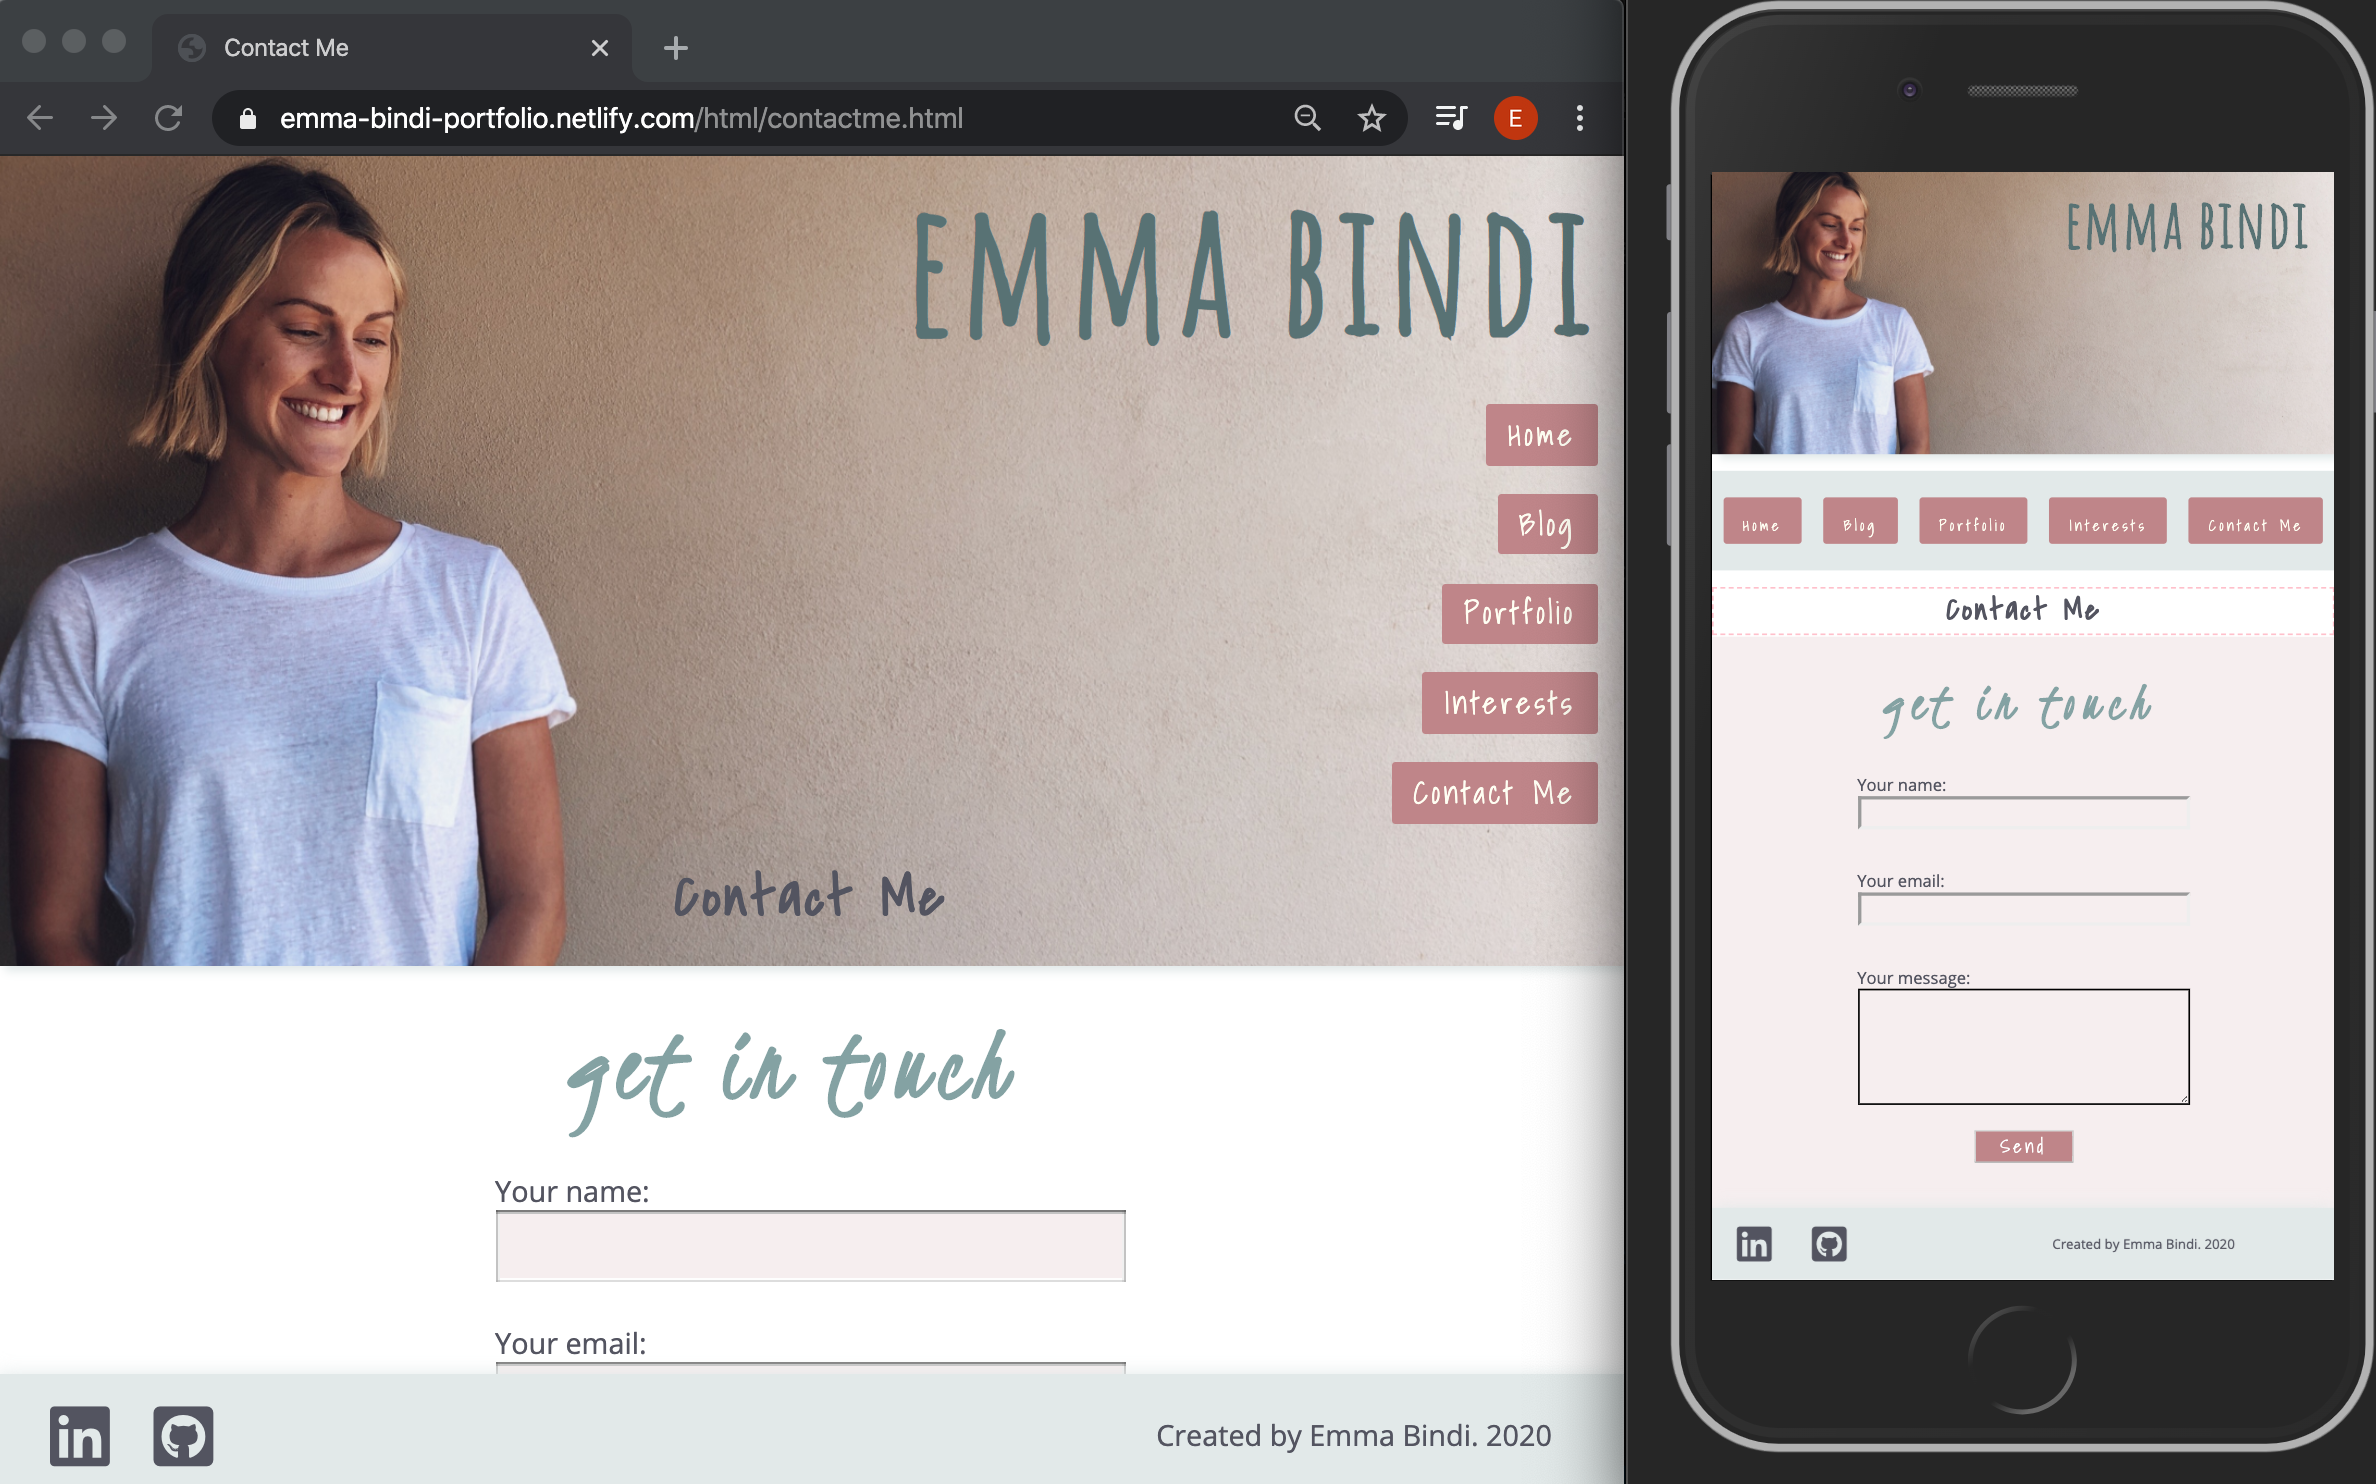 Contact Me
emma-bindi-portfolio.netlify.com/html/contactme.html
E
EMMA BINDI
Home
Blog
Portfolio
Interests
Contact Me
Contact Me
get in touch
Your name:
Your email:
in
Created by Emma Bindi. 2020
EMMA BINDI
Home Blog Portfolio Interests Contact Me
Contact Me
get in touch
Your name:
Your email:
Your message:
Send
in
Created by Emma Bindi. 2020